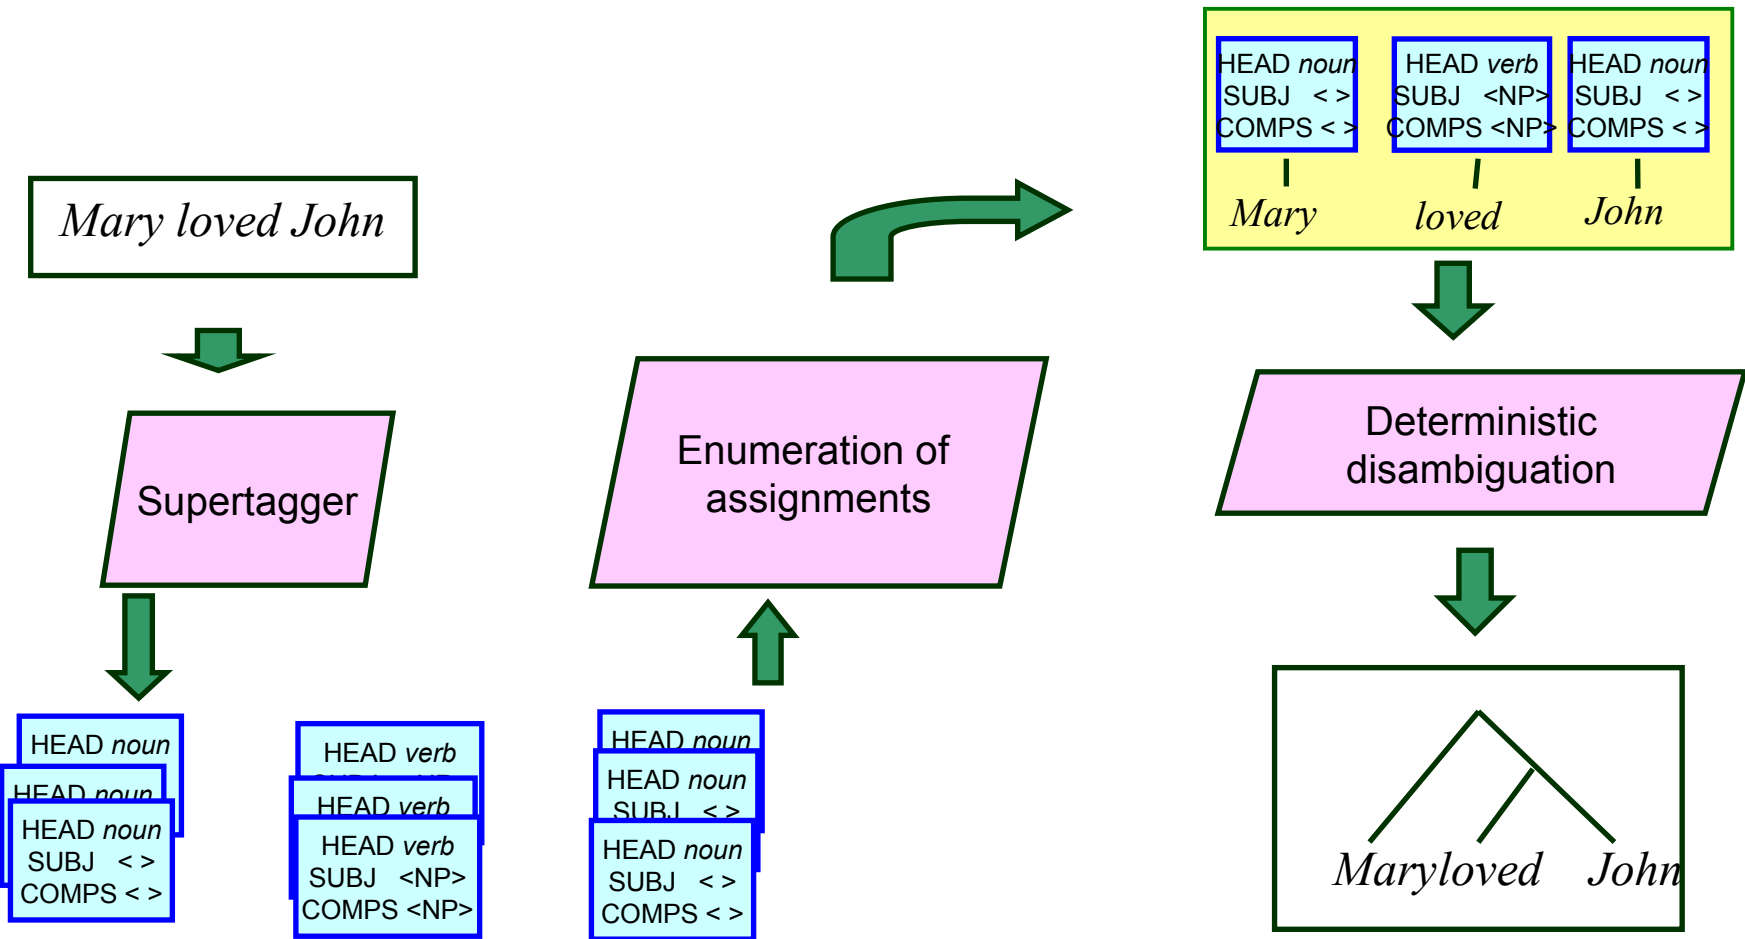 Mary loved John
Supertagger
HEAD noun
HEAD noun
HEAD noun
SUBJ < >
COMPS < >
HEAD verb
HEAD verb
HEAD verb
SUBJ <NP>
COMPS <NP>
HEAD noun
HEAD noun
SUBJ < >
HEAD noun
SUBJ < >
COMPS < >
Enumeration of
assignments
HEAD noun
SUBJ < >
COMPS < >
Mary
HEAD verb
SUBJ <NP>
COMPS <NP>
loved
HEAD noun
SUBJ < >
COMPS < >
John
Deterministic
disambiguation
Maryloved John